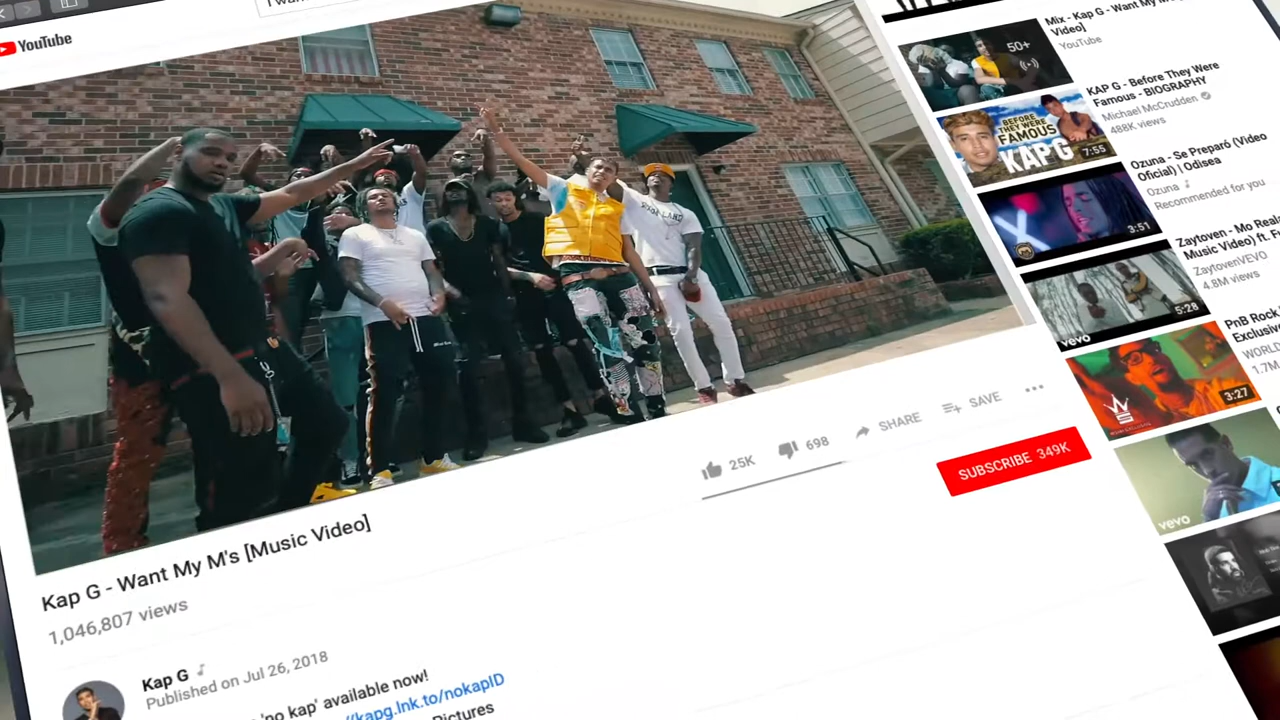 YouTube
Kap G - Want My M's [Music Video]
1,046,807 views
25K
698
SHARE
SAVE
SUBSCRIBE 349K
Kap G
Published on Jul 26, 2018
'no kap' available now!
//kapg.lnk.to/nokapID
Pictures
Mix - Kap G - Want My M's
Video]
YouTube
50+
KAP G - Before They Were
Famous - BIOGRAPHY
Michael McCrudden
488K views
BEFORE
THEY WERE
FAMOUS
KAP G
7:55
Ozuna - Se Preparó (Video
Oficial) | Odisea
Ozuna
Recommended for you
3:51
Zaytoven - Mo Rea
Music Video) ft. Fu
ZaytovenVEVO
4.8M views
5:28
vevo
PnB Rock
Exclusive
WORL
1.7M
3:27
vevo